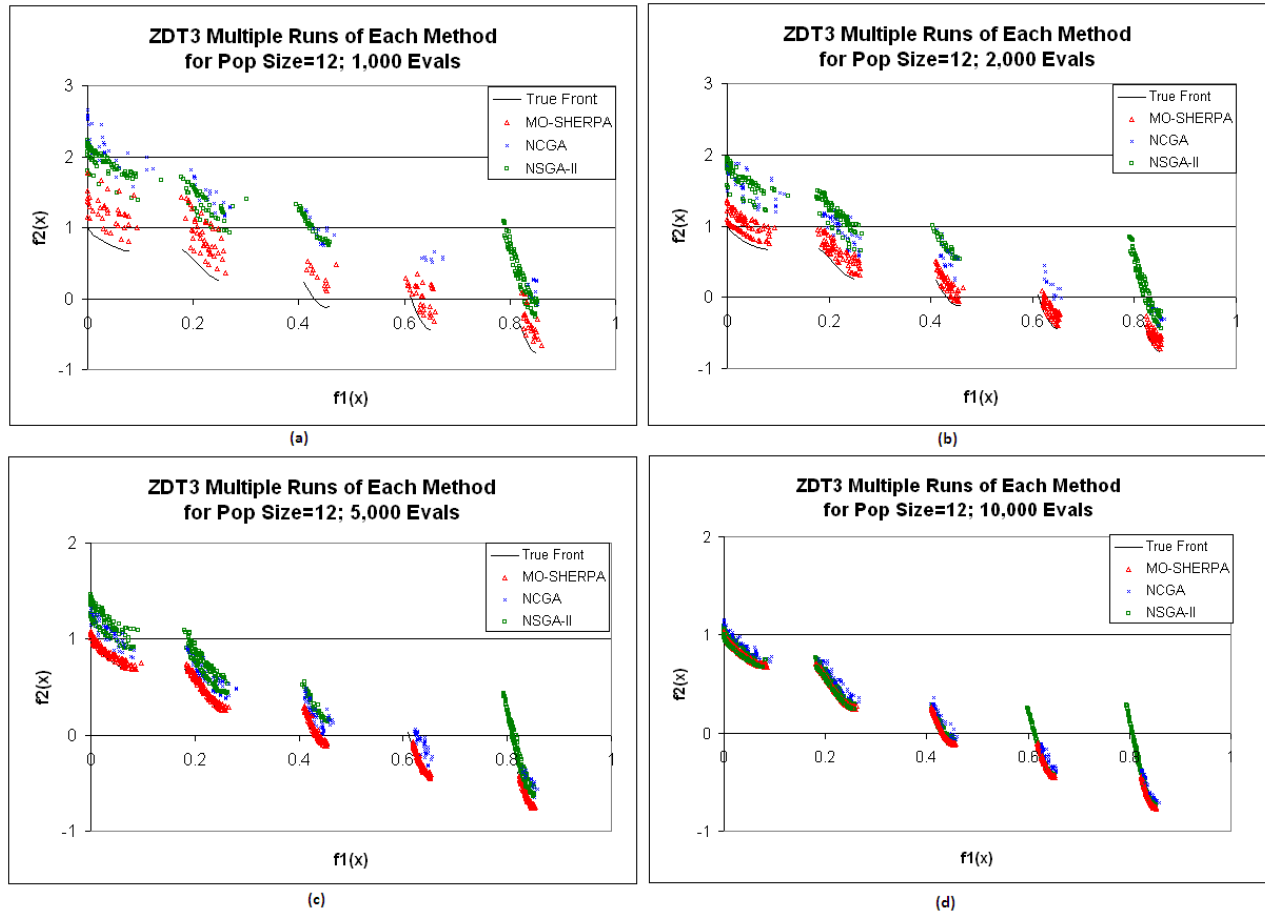 ZDT3 Multiple Runs of Each Method
for Pop Size=12; 1,000 Evals
3
2
1
0
-1
0
0.2
0.4
0.6
0.8
1
f2(x)
f1(x)
True Front
MO-SHERPA
NCGA
NSGA-II
(a)
ZDT3 Multiple Runs of Each Method
for Pop Size=12; 2,000 Evals
3
2
1
0
-1
0
0.2
0.4
0.6
0.8
1
f2(x)
f1(x)
True Front
MO-SHERPA
NCGA
NSGA-II
(b)
ZDT3 Multiple Runs of Each Method
for Pop Size=12; 5,000 Evals
2
1
0
-1
0
0.2
0.4
0.6
0.8
1
f2(x)
f1(x)
True Front
MO-SHERPA
NCGA
NSGA-II
(c)
ZDT3 Multiple Runs of Each Method
for Pop Size=12; 10,000 Evals
2
1
0
-1
0
0.2
0.4
0.6
0.8
1
f2(x)
f1(x)
True Front
MO-SHERPA
NCGA
NSGA-II
(d)